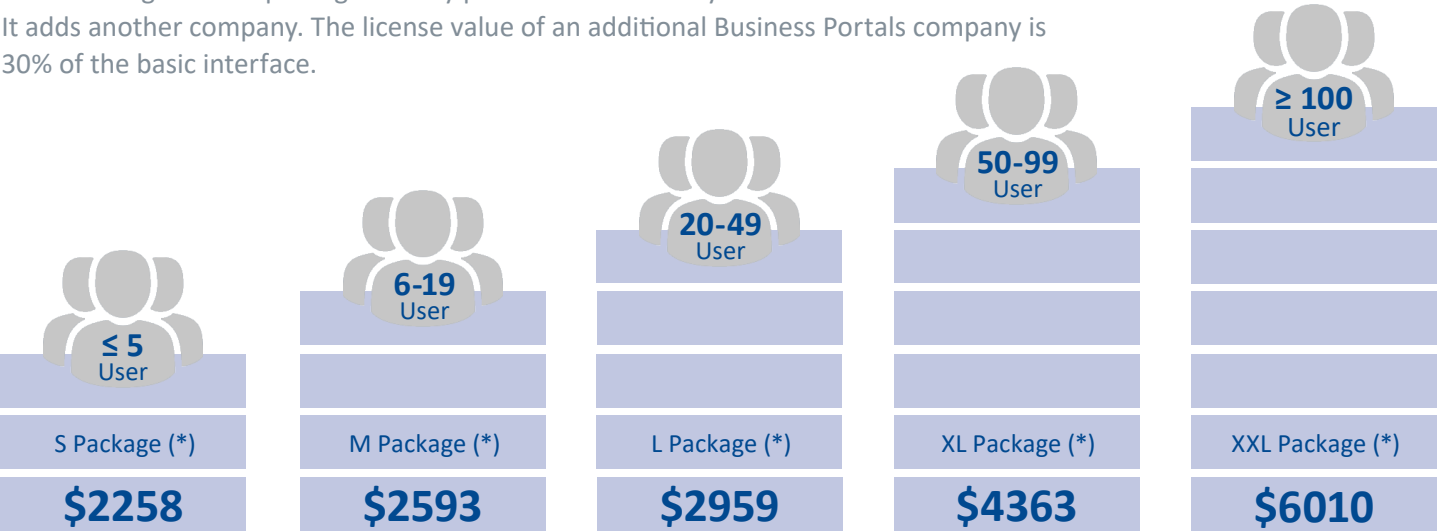 It adds another company. The license value of an additional Business Portals company is
30% of the basic interface.
≥ 100
User
50-99
User
20-49
User
6-19
User
≤ 5
User
S Package (*)
M Package (*)
L Package (*)
XL Package (*)
XXL Package (*)
$2258
$2593
$2959
$4363
$6010